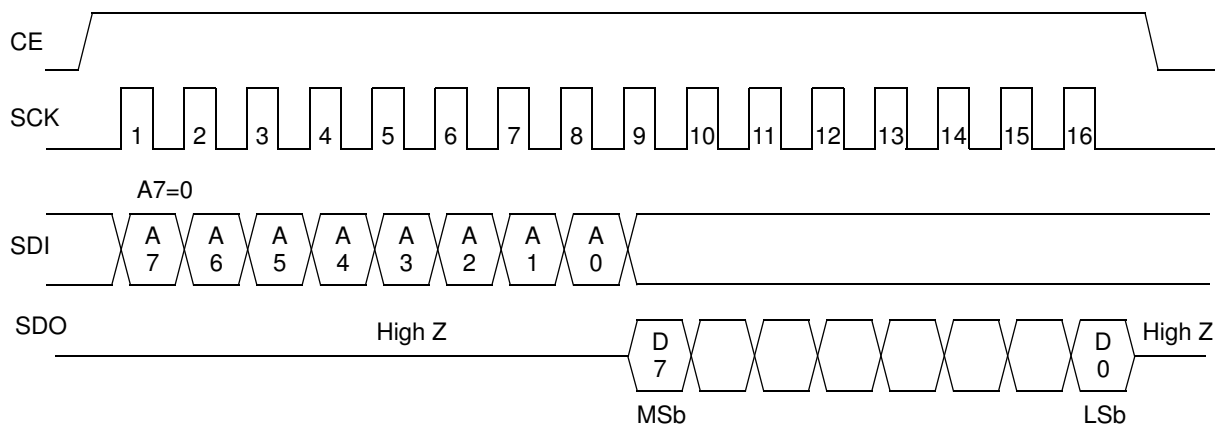 CE
SCK
1 2 3 4 5 6 7 8 9 10 11 12 13 14 15 16
A7=0
SDI
A A A A A A A A
7 6 5 4 3 2 1 0
SDO
High Z
High Z
D D
7 0
MSb LSb